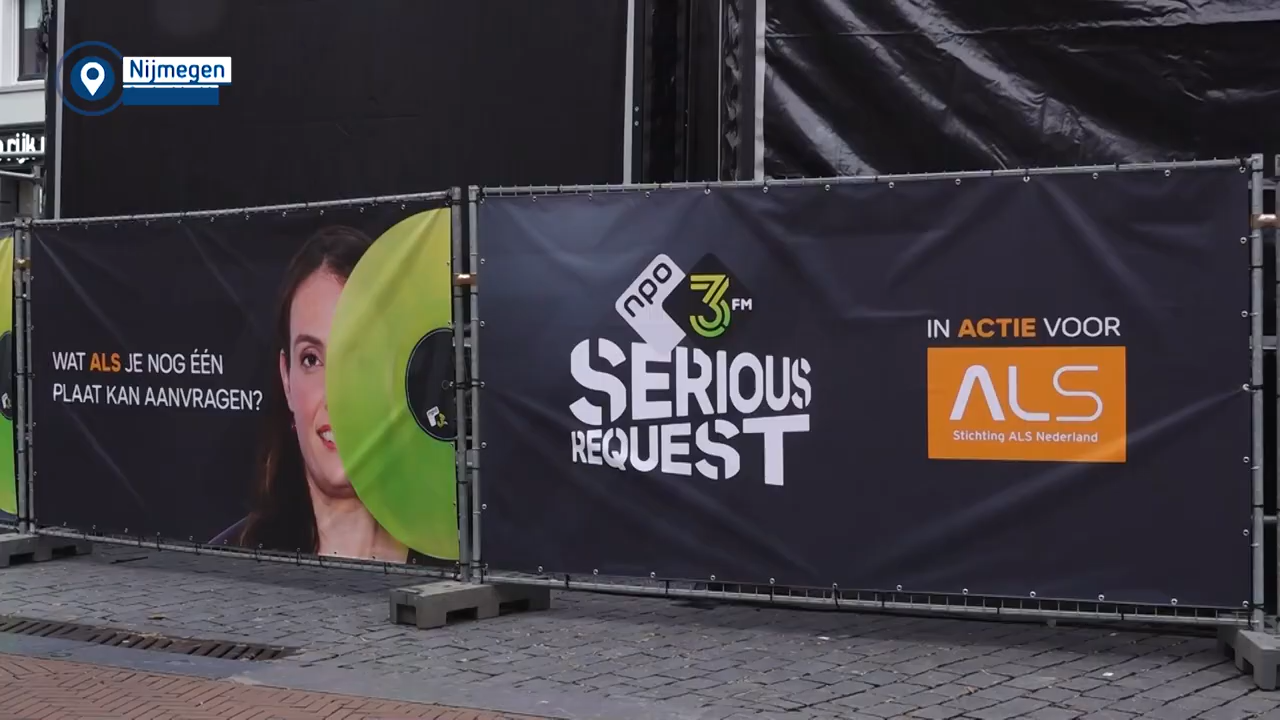 Nijmegen
WAT ALS JE NOG ÉÉN
PLAAT KAN AANVRAGEN?
npo
3FM
SERIOUS
REQUEST
IN ACTIE VOOR
ALS
Stichting ALS Nederland